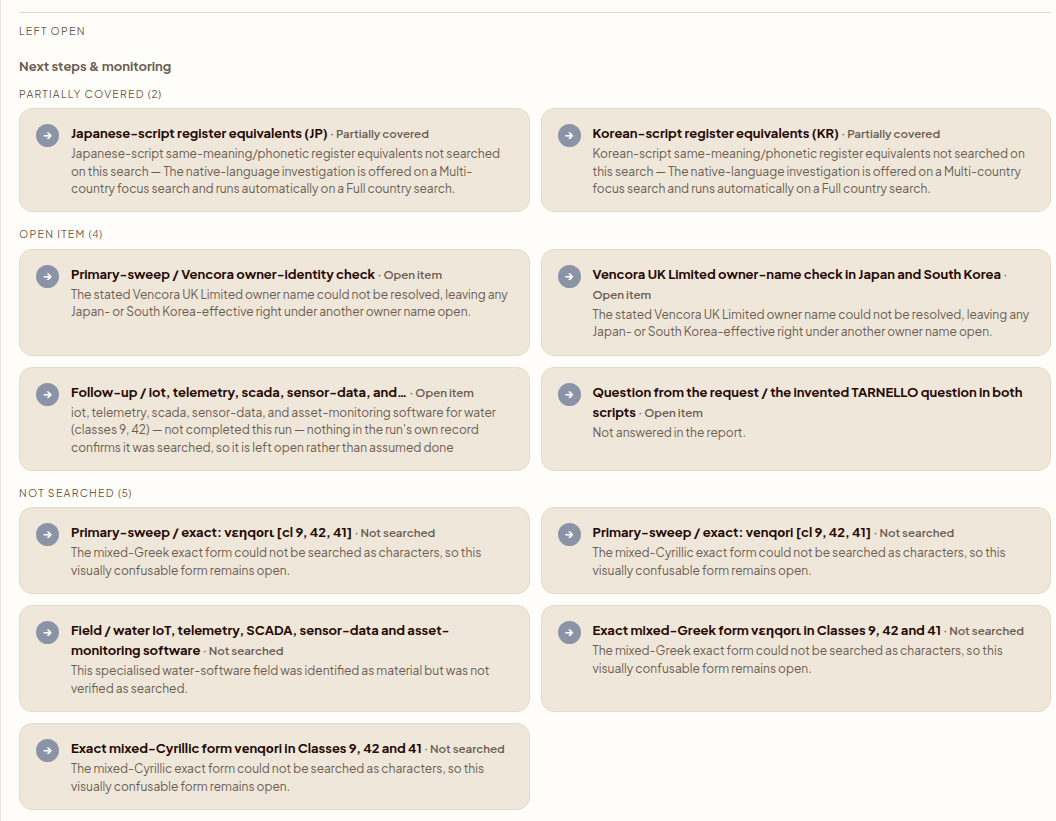 LEFT OPEN
Next steps & monitoring
PARTIALLY COVERED (2)
Japanese-script register equivalents (JP) · Partially covered
Japanese-script same-meaning/phonetic register equivalents not searched
on this search — The native-language investigation is offered on a Multi-
country focus search and runs automatically on a Full country search.
Korean-script register equivalents (KR) · Partially covered
Korean-script same-meaning/phonetic register equivalents not searched on
this search — The native-language investigation is offered on a Multi-country
focus search and runs automatically on a Full country search.
OPEN ITEM (4)
Primary-sweep / Vencora owner-identity check · Open item
The stated Vencora UK Limited owner name could not be resolved, leaving any
Japan- or South Korea-effective right under another owner name open.
Vencora UK Limited owner-name check in Japan and South Korea ·
Open item
The stated Vencora UK Limited owner name could not be resolved, leaving any
Japan- or South Korea-effective right under another owner name open.
Follow-up / iot, telemetry, scada, sensor-data, and… · Open item
iot, telemetry, scada, sensor-data, and asset-monitoring software for water
(classes 9, 42) — not completed this run — nothing in the run's own record
confirms it was searched, so it is left open rather than assumed done
Question from the request / the invented TARNELLO question in both
scripts · Open item
Not answered in the report.
NOT SEARCHED (5)
Primary-sweep / exact: vεηqorι [cl 9, 42, 41] · Not searched
The mixed-Greek exact form could not be searched as characters, so this
visually confusable form remains open.
Primary-sweep / exact: venqori [cl 9, 42, 41] · Not searched
The mixed-Cyrillic exact form could not be searched as characters, so this
visually confusable form remains open.
Field / water IoT, telemetry, SCADA, sensor-data and asset-
monitoring software · Not searched
This specialised water-software field was identified as material but was not
verified as searched.
Exact mixed-Greek form vεηqorι in Classes 9, 42 and 41 · Not searched
The mixed-Greek exact form could not be searched as characters, so this
visually confusable form remains open.
Exact mixed-Cyrillic form venqori in Classes 9, 42 and 41 · Not searched
The mixed-Cyrillic exact form could not be searched as characters, so this
visually confusable form remains open.